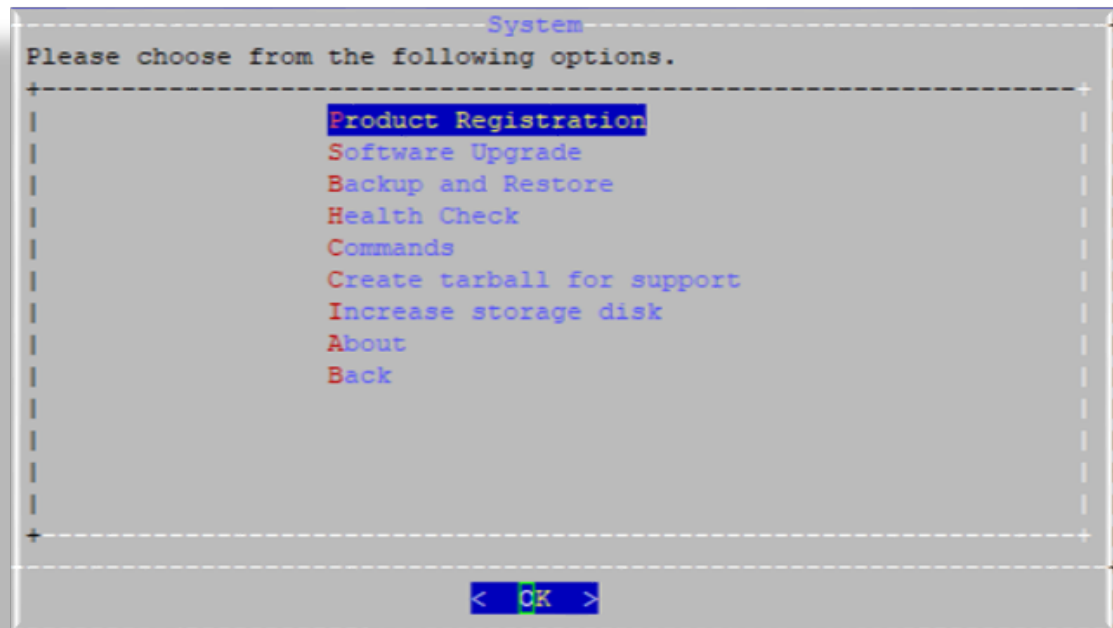 System
Please choose from the following options.
Product Registration
Software Upgrade
Backup and Restore
Health Check
Commands
Create tarball for support
Increase storage disk
About
Back
< OK >